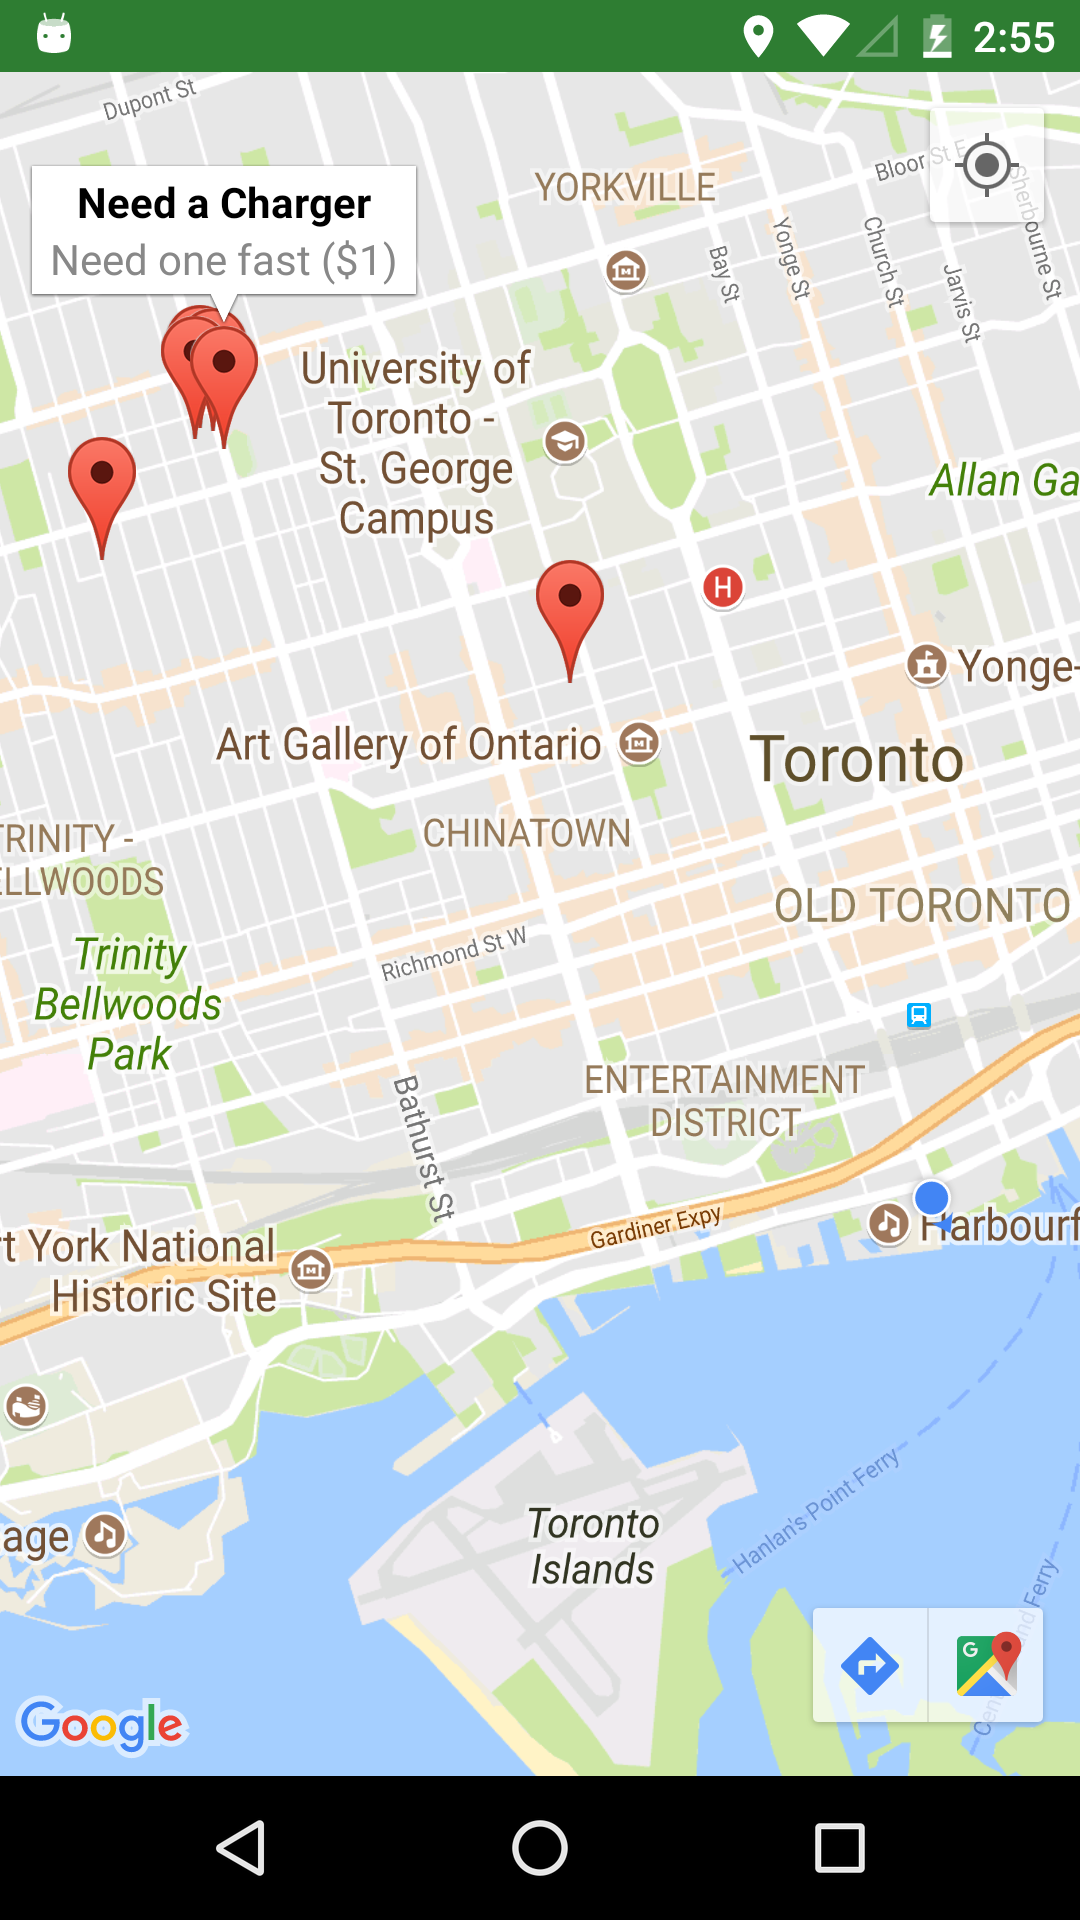 2:55
Dupont St
Bloor St E
Sherbourne St
YORKVILLE
Need a Charger
Need one fast ($1)
Bay St
Yonge St
Church St
Jarvis St
University of
Toronto -
St. George
Campus
Allan Ga
H
Yonge-
Art Gallery of Ontario
Toronto
TRINITY -
ELLWOODS
CHINATOWN
OLD TORONTO
Richmond St W
Trinity
Bellwoods
Park
ENTERTAINMENT
DISTRICT
Bathurst St
Gardiner Expy
Harbourf
rt York National
Historic Site
Hanlan's Point Ferry
age
Toronto
Islands
Ferry
G
Google